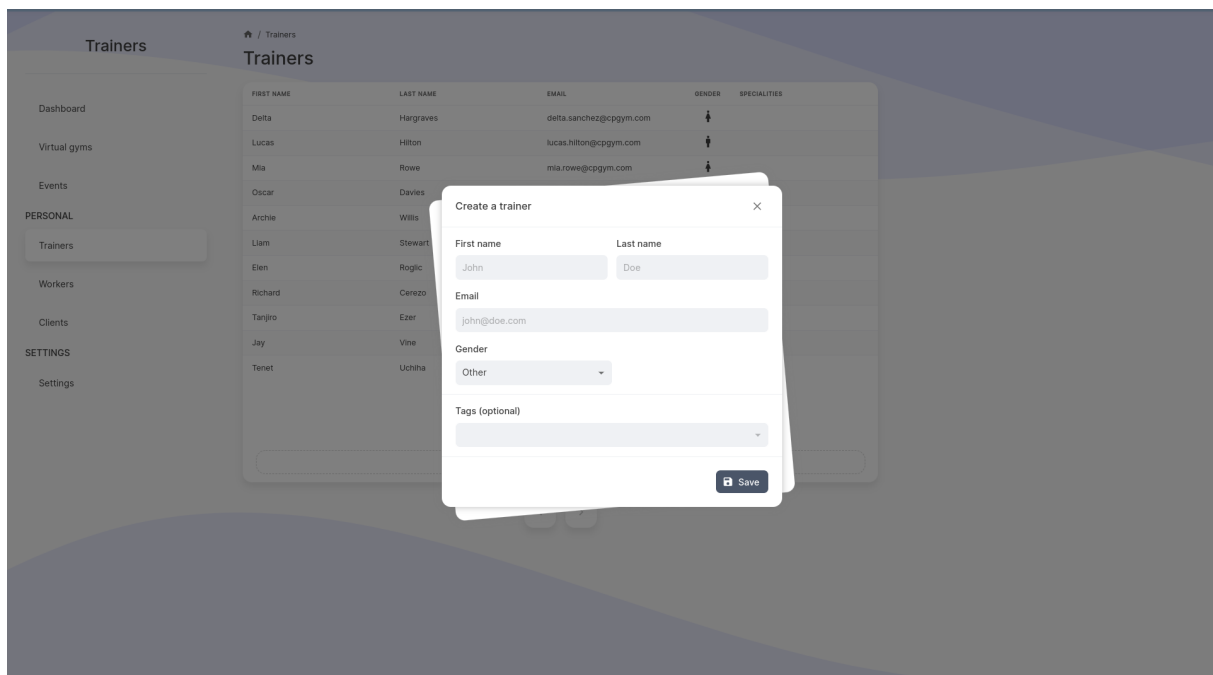 Trainers
Dashboard
Virtual gyms
Events
PERSONAL
Trainers
Workers
Clients
SETTINGS
Settings
/ Trainers
Trainers
FIRST NAME LAST NAME EMAIL GENDER SPECIALITIES
Delta Hargraves delta.sanchez@cpgym.com
Lucas Hilton lucas.hilton@cpgym.com
Mia Rowe mia.rowe@cpgym.com
Oscar Davies
Archie Willis
Liam Stewart
Elen Roglic
Richard Cerezo
Tanjiro Ezer
Jay Vine
Tenet Uchiha
Create a trainer
First name Last name
John Doe
Email
john@doe.com
Gender
Other
Tags (optional)
Save